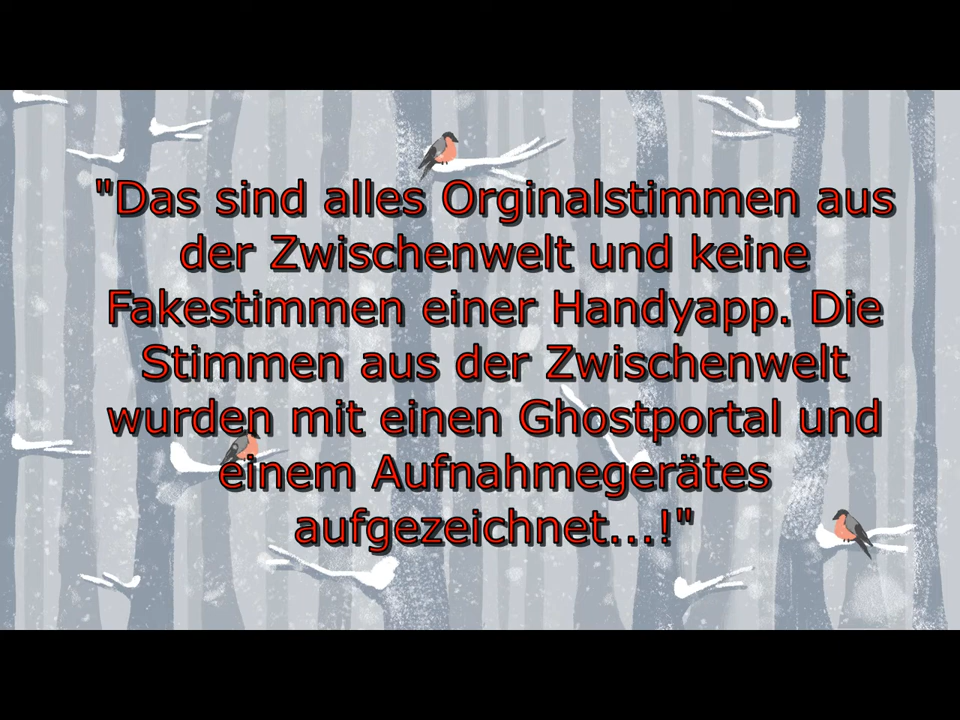 "Das sind alles Orginalstimmen aus
der Zwischenwelt und keine
Fakestimmen einer Handyapp. Die
Stimmen aus der Zwischenwelt
wurden mit einen Ghostportal und
einem Aufnahmegerätes
aufgezeichnet...!"